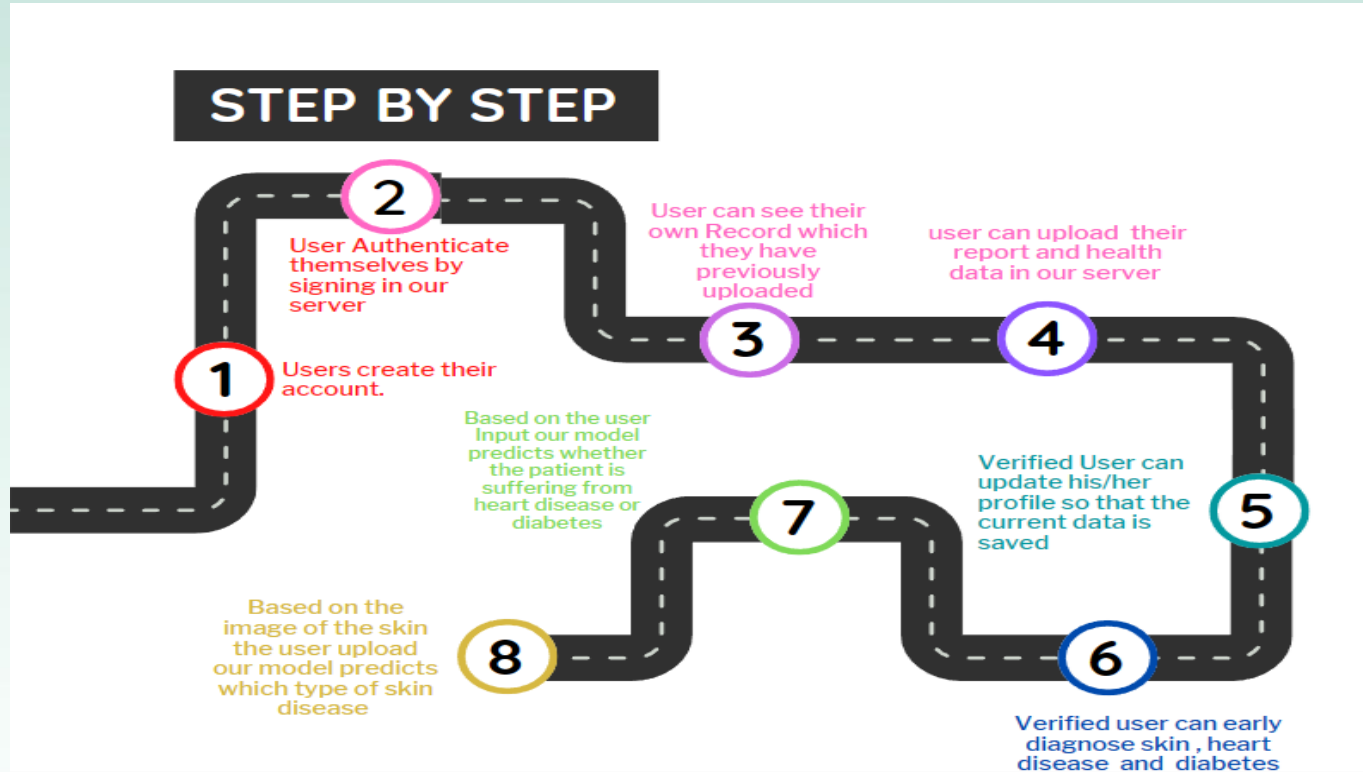 STEP BY STEP
1
Users create their
account.
2
User Authenticate
themselves by
signing in our
server
3
User can see their
own Record which
they have
previously
uploaded
4
user can upload their
report and health
data in our server
5
Verified User can
update his/her
profile so that the
current data is
saved
6
Verified user can early
diagnose skin , heart
disease and diabetes
7
Based on the user
Input our model
predicts whether
the patient is
suffering from
heart disease or
diabetes
8
Based on the
image of the skin
the user upload
our model predicts
which type of skin
disease